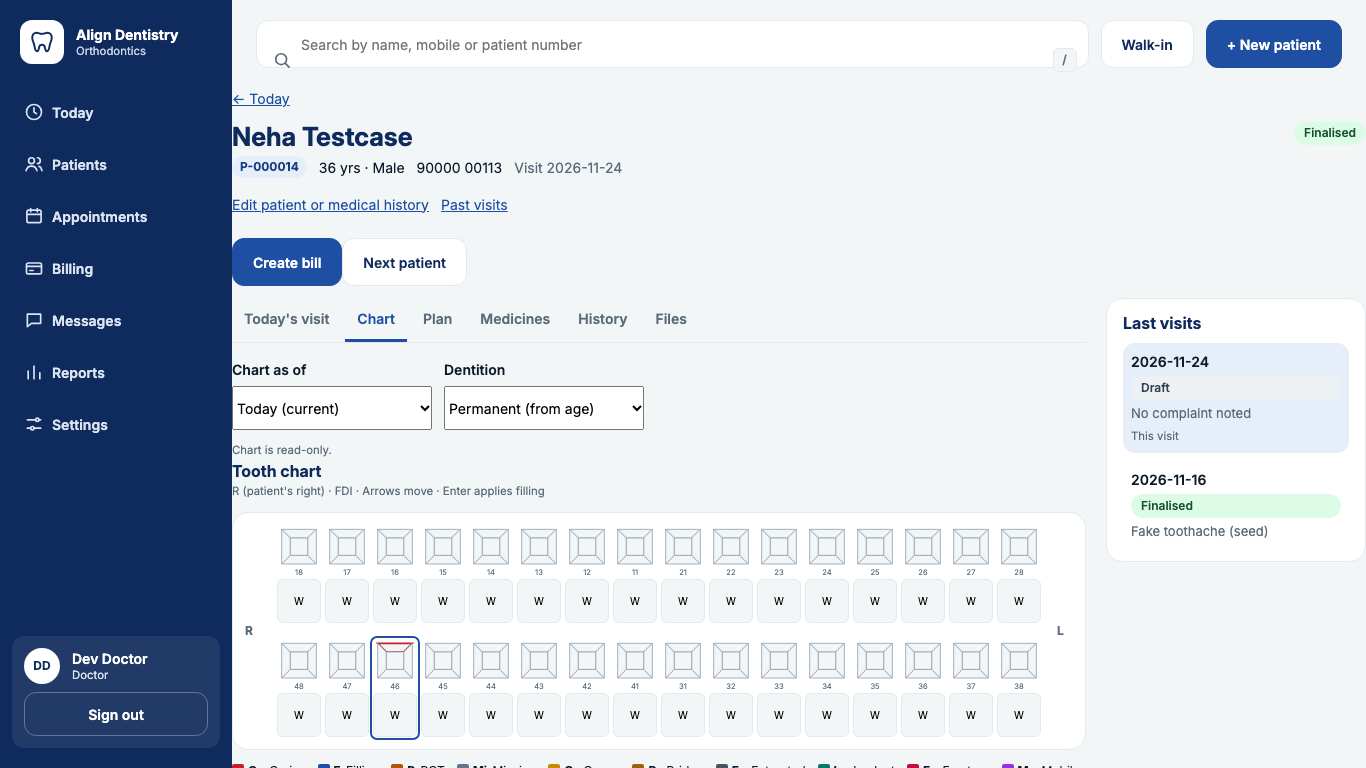 Align Dentistry
Orthodontics
Today
Patients
Appointments
Billing
Messages
Reports
Settings
DD
Dev Doctor
Doctor
Sign out
Search by name, mobile or patient number
/
Walk-in
+ New patient
← Today
Neha Testcase
Finalised
P-000014 36 yrs · Male 90000 00113 Visit 2026-11-24
Edit patient or medical history Past visits
Create bill
Next patient
Today's visit Chart Plan Medicines History Files
Chart as of
Dentition
Today (current)
Permanent (from age)
Chart is read-only.
Tooth chart
R (patient's right) · FDI · Arrows move · Enter applies filling
18 17 16 15 14 13 12 11 21 22 23 24 25 26 27 28
W W W W W W W W W W W W W W W W
R
L
48 47 46 45 44 43 42 41 31 32 33 34 35 36 37 38
W W W W W W W W W W W W W W W W
Last visits
2026-11-24
Draft
No complaint noted
This visit
2026-11-16
Finalised
Fake toothache (seed)